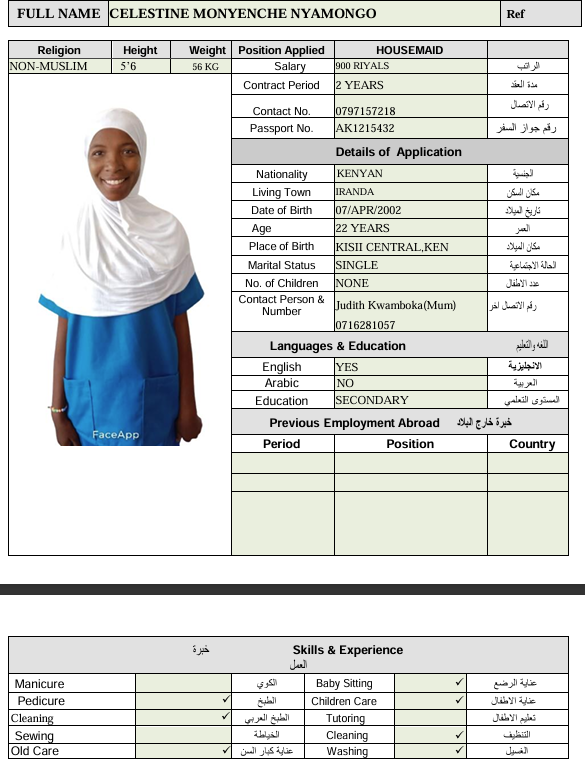 FULL NAME CELESTINE MONYENCHE NYAMONGO Ref
Religion Height Weight Position Applied HOUSEMAID
NON-MUSLIM 5'6 56 KG Salary 900 RIYALS الراتب
Contract Period 2 YEARS مدة العقد
Contact No. 0797157218 رقم الاتصال
Passport No. AK1215432 رقم جواز السفر
Details of Application
Nationality KENYAN الجنسية
Living Town IRANDA مكان السكن
Date of Birth 07/APR/2002 تاريخ الميلاد
Age 22 YEARS العمر
Place of Birth KISII CENTRAL,KEN مكان الميلاد
Marital Status SINGLE الحالة الاجتماعية
No. of Children NONE عدد الاطفال
Contact Person & Number Judith Kwamboka(Mum) رقم الاتصال اخر
0716281057
Languages & Education اللغه والتعليم
English YES الانجليزية
Arabic NO العربية
Education SECONDARY المستوى التعلمي
Previous Employment Abroad خبرة خارج البلاد
Period Position Country
FaceApp
خبرة Skills & Experience
العمل
Manicure الكوي Baby Sitting ✓ عناية الرضع
Pedicure ✓ الطبخ Children Care ✓ عناية الاطفال
Cleaning ✓ الطبخ العربي Tutoring تعليم الاطفال
Sewing الخياطة Cleaning ✓ التنظيف
Old Care ✓ عناية كبار السن Washing ✓ الغسيل